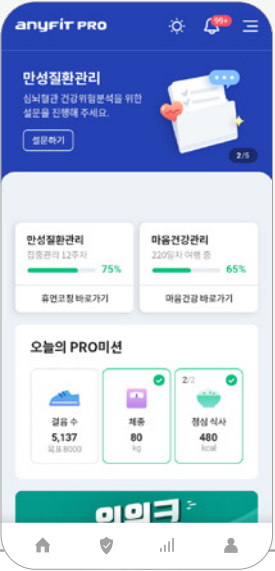 anyFiT PRO
99+
만성질환관리
심뇌혈관 건강위험분석을 위한
설문을 진행해 주세요.
설문하기
2/5
만성질환관리
집중관리 12주차
75%
휴먼코칭 바로가기
마음건강관리
220일차 여행 중
65%
마음건강 바로가기
오늘의 PRO미션
걸음 수
5,137
목표 8000
체중
80
kg
2/2
점심 식사
480
kcal